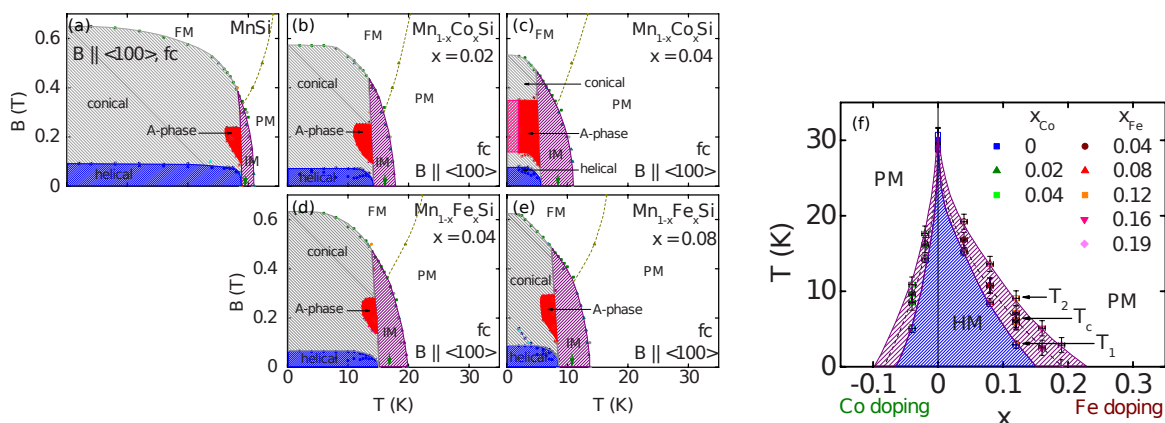 (a) FM MnSi
B || <100>, fc
conical
PM
A-phase
IM
helical
B (T)
0.6
0.4
0.2
0
(b) FM Mn1-xCoxSi
x = 0.02
conical
PM
A-phase
IM
fc
helical
B || <100>
(c) Mn1-xCoxSi
FM x = 0.04
conical
PM
A-phase
helical
fc
IM
B || <100>
(d) FM Mn1-xFexSi
x = 0.04
conical
PM
A-phase
IM
fc
helical
B || <100>
B (T)
0.6
0.4
0.2
0
0 10 20 30
(e) FM Mn1-xFexSi
x = 0.08
PM
conical
A-phase
IM
fc
helical
B || <100>
0 10 20 30 35
T (K)
(f)
xCo xFe
0 0.04
0.02 0.08
0.04 0.12
0.16
0.19
PM
T2
PM
HM
Tc
T1
T (K)
30
20
10
0
-0.1 0 0.1 0.2 0.3
Co doping x Fe doping